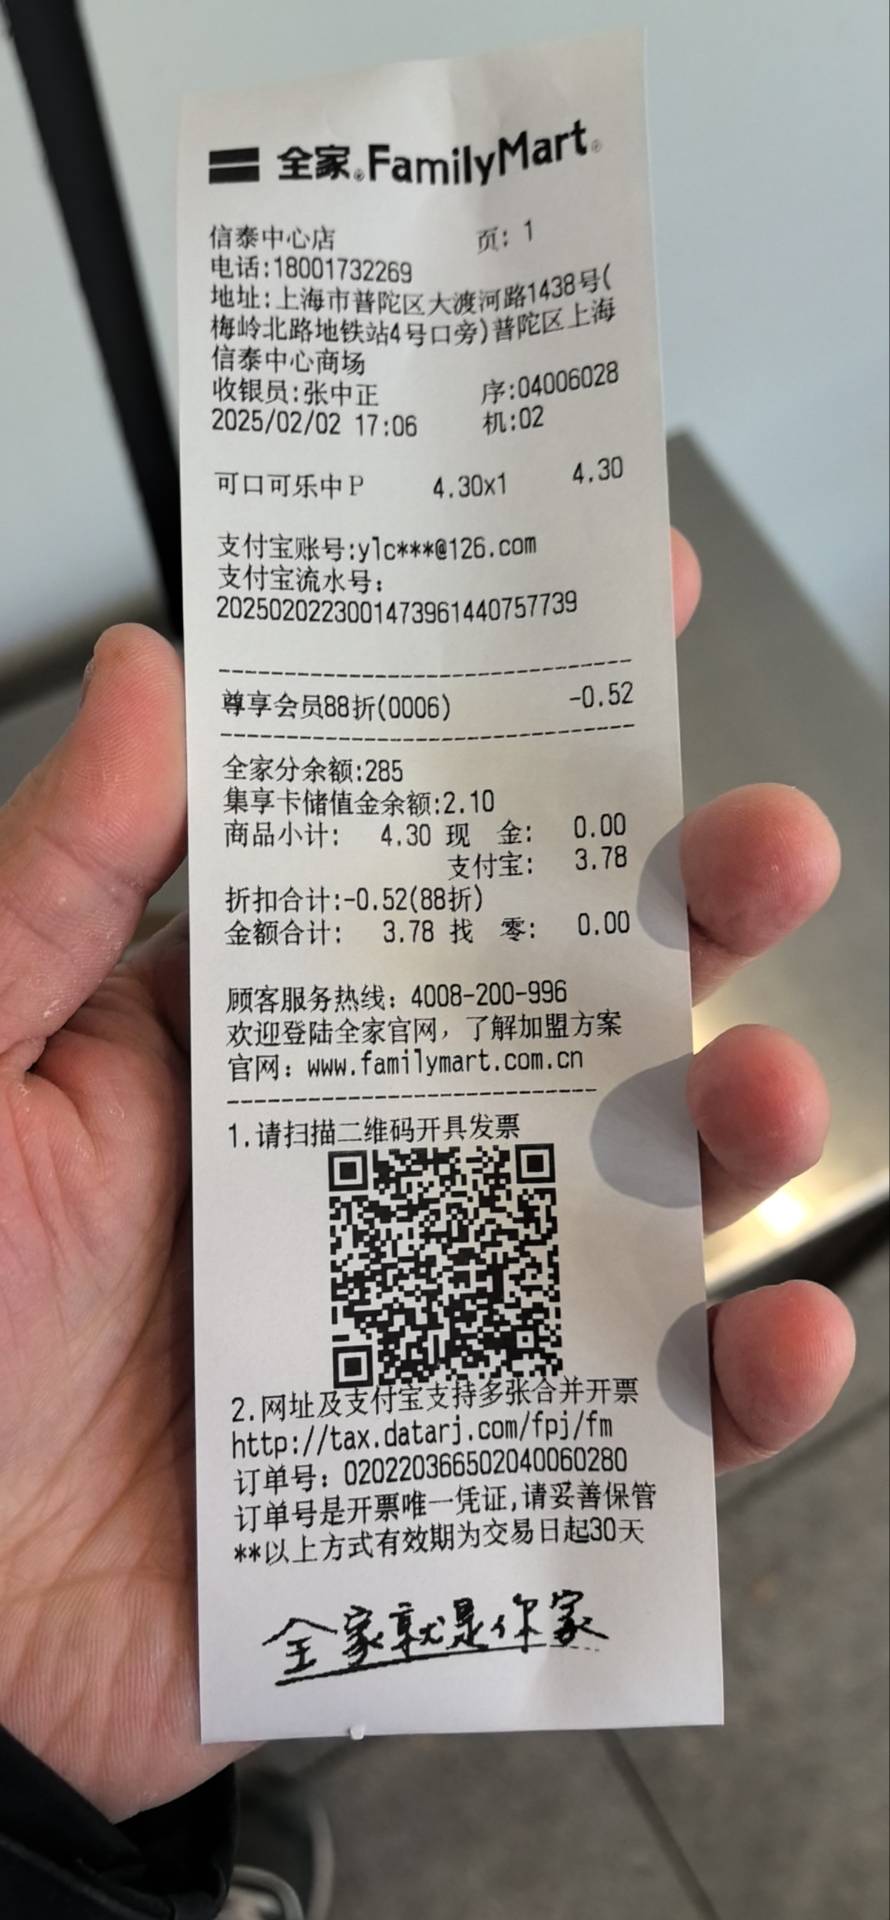 全家 FamilyMart
信泰中心店 页: 1
电话:18001732269
地址:上海市普陀区大渡河路1438号(
梅岭北路地铁站4号口旁)普陀区上海
信泰中心商场
收银员:张中正 序:04006028
2025/02/02 17:06 机:02
可口可乐中P 4.30x1 4.30
支付宝账号:ylc***@126.com
支付宝流水号:
2025020223001473961440757739
尊享会员88折(0006) -0.52
全家分余额:285
集享卡储值金余额:2.10
商品小计: 4.30 现 金: 0.00
支付宝: 3.78
折扣合计:-0.52(88折)
金额合计: 3.78 找 零: 0.00
顾客服务热线: 4008-200-996
欢迎登陆全家官网, 了解加盟方案
官网: www.familymart.com.cn
1.请扫描二维码开具发票
2.网址及支付宝支持多张合并开票
http://tax.datarj.com/fpj/fm
订单号: 020220366502040060280
订单号是开票唯一凭证,请妥善保管
**以上方式有效期为交易日起30天
全家就是你家